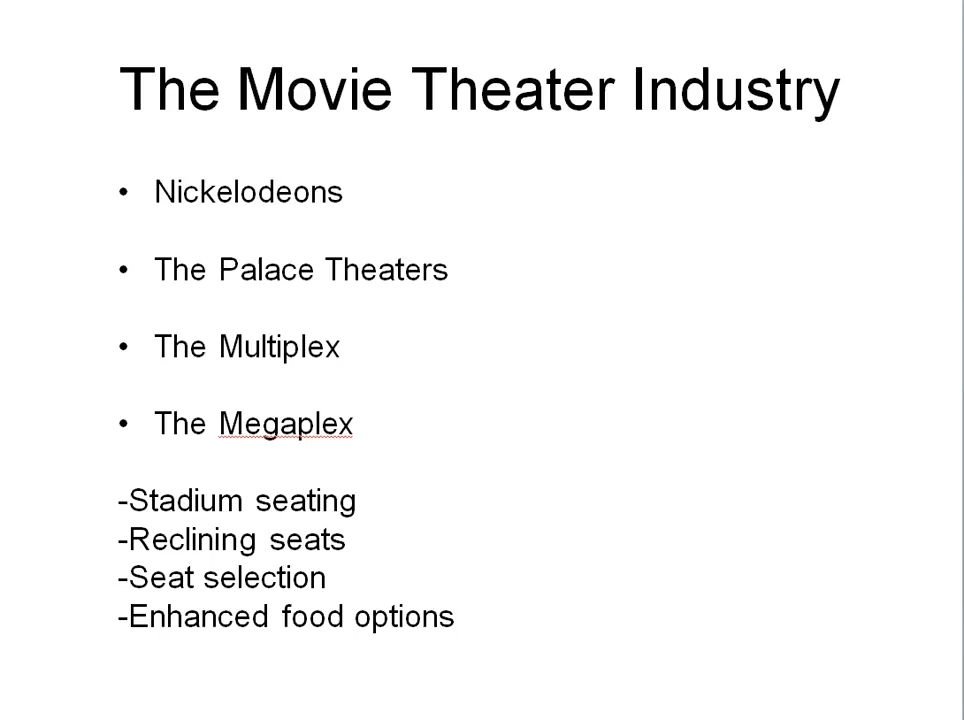 The Movie Theater Industry
• Nickelodeons
• The Palace Theaters
• The Multiplex
• The Megaplex
-Stadium seating
-Reclining seats
-Seat selection
-Enhanced food options